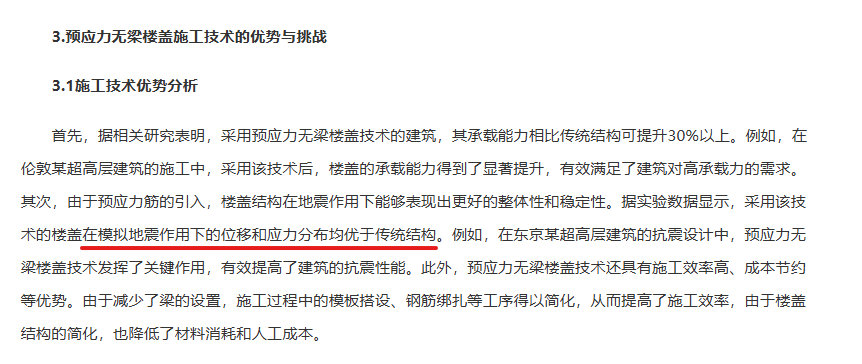 3.预应力无梁楼盖施工技术的优势与挑战
3.1施工技术优势分析
首先，据相关研究表明，采用预应力无梁楼盖技术的建筑，其承载能力相比传统结构可提升30%以上。例如，在
伦敦某超高层建筑的施工中，采用该技术后，楼盖的承载能力得到了显著提升，有效满足了建筑对高承载力的需求。
其次，由于预应力筋的引入，楼盖结构在地震作用下能够表现出更好的整体性和稳定性。据实验数据显示，采用该技
术的楼盖在模拟地震作用下的位移和应力分布均优于传统结构。例如，在东京某超高层建筑的抗震设计中，预应力无
梁楼盖技术发挥了关键作用，有效提高了建筑的抗震性能。此外，预应力无梁楼盖技术还具有施工效率高、成本节约
等优势。由于减少了梁的设置，施工过程中的模板搭设、钢筋绑扎等工序得以简化，从而提高了施工效率，由于楼盖
结构的简化，也降低了材料消耗和人工成本。